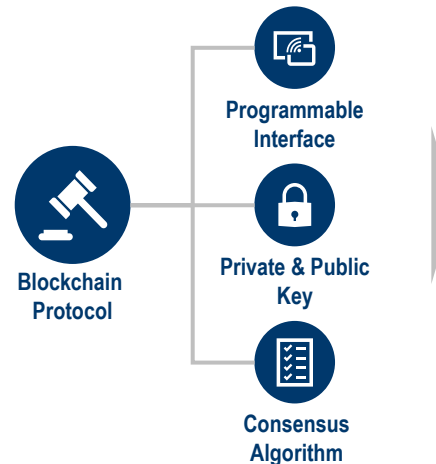 Programmable
Interface
Blockchain
Protocol
Private & Public
Key
Consensus
Algorithm